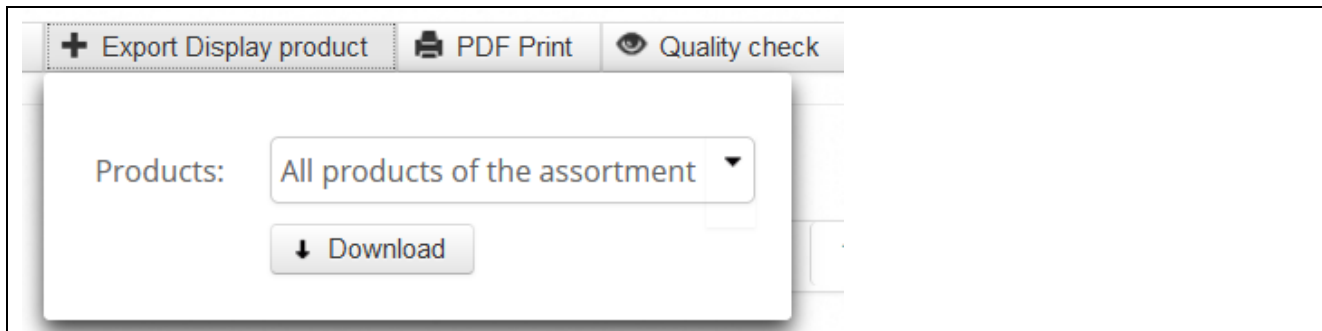 Export Display product PDF Print Quality check
Products: All products of the assortment
Download